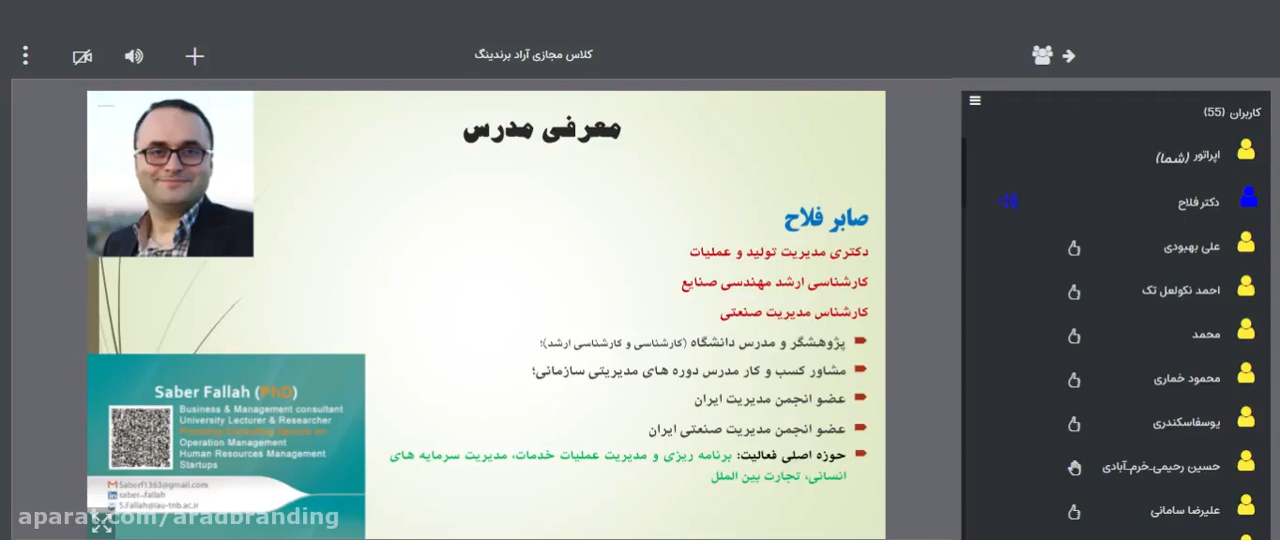 کلاس مجازی آراد برندینگ
معرفی مدرس
صابر فلاح
دکتری مدیریت تولید و عملیات
کارشناسی ارشد مهندسی صنایع
کارشناس مدیریت صنعتی
پژوهشگر و مدرس دانشگاه (کارشناسی و کارشناسی ارشد)؛
مشاور کسب و کار مدرس دوره های مدیریتی سازمانی؛
عضو انجمن مدیریت ایران
عضو انجمن مدیریت صنعتی ایران
حوزه اصلی فعالیت: برنامه ریزی و مدیریت عملیات خدمات، مدیریت سرمایه های
انسانی، تجارت بین الملل
Saber Fallah (PhD)
Business & Management consultant
University Lecturer & Researcher
Operation Management
Human Resources Management
Startups
Saberf1363@gmail.com
saber-fallah
S.Fallah@iau-tnb.ac.ir
aparat.com/aradbranding
کاربران (55)
اپراتور (شما)
دکتر فلاح
علی بهبودی
احمد نکولعل تک
محمد
محمود خماری
یوسفاسکندری
حسین رحیمی-خرم-آبادی
علیرضا سامانی